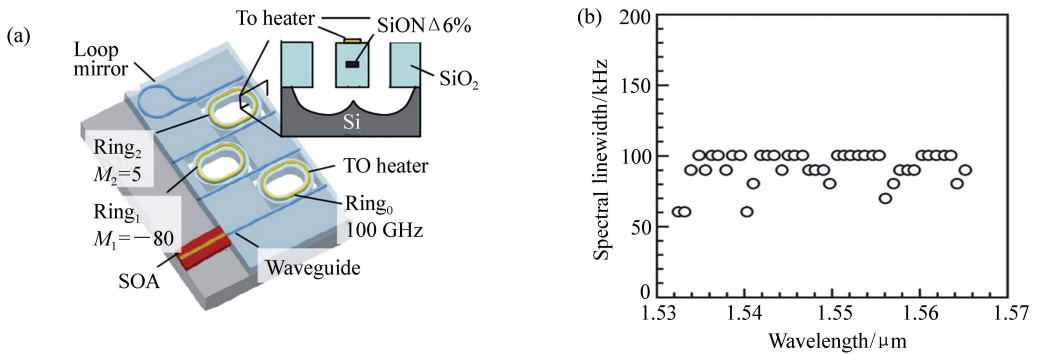 (a)
To heater
SiON Δ6%
SiO₂
Si
Loop
mirror
Ring₂
M₂=5
Ring₁
M₁=−80
SOA
TO heater
Ring₀
100 GHz
Waveguide
(b)
Spectral linewidth/kHz
200
150
100
50
0
1.53
1.54
1.55
1.56
1.57
Wavelength/μm